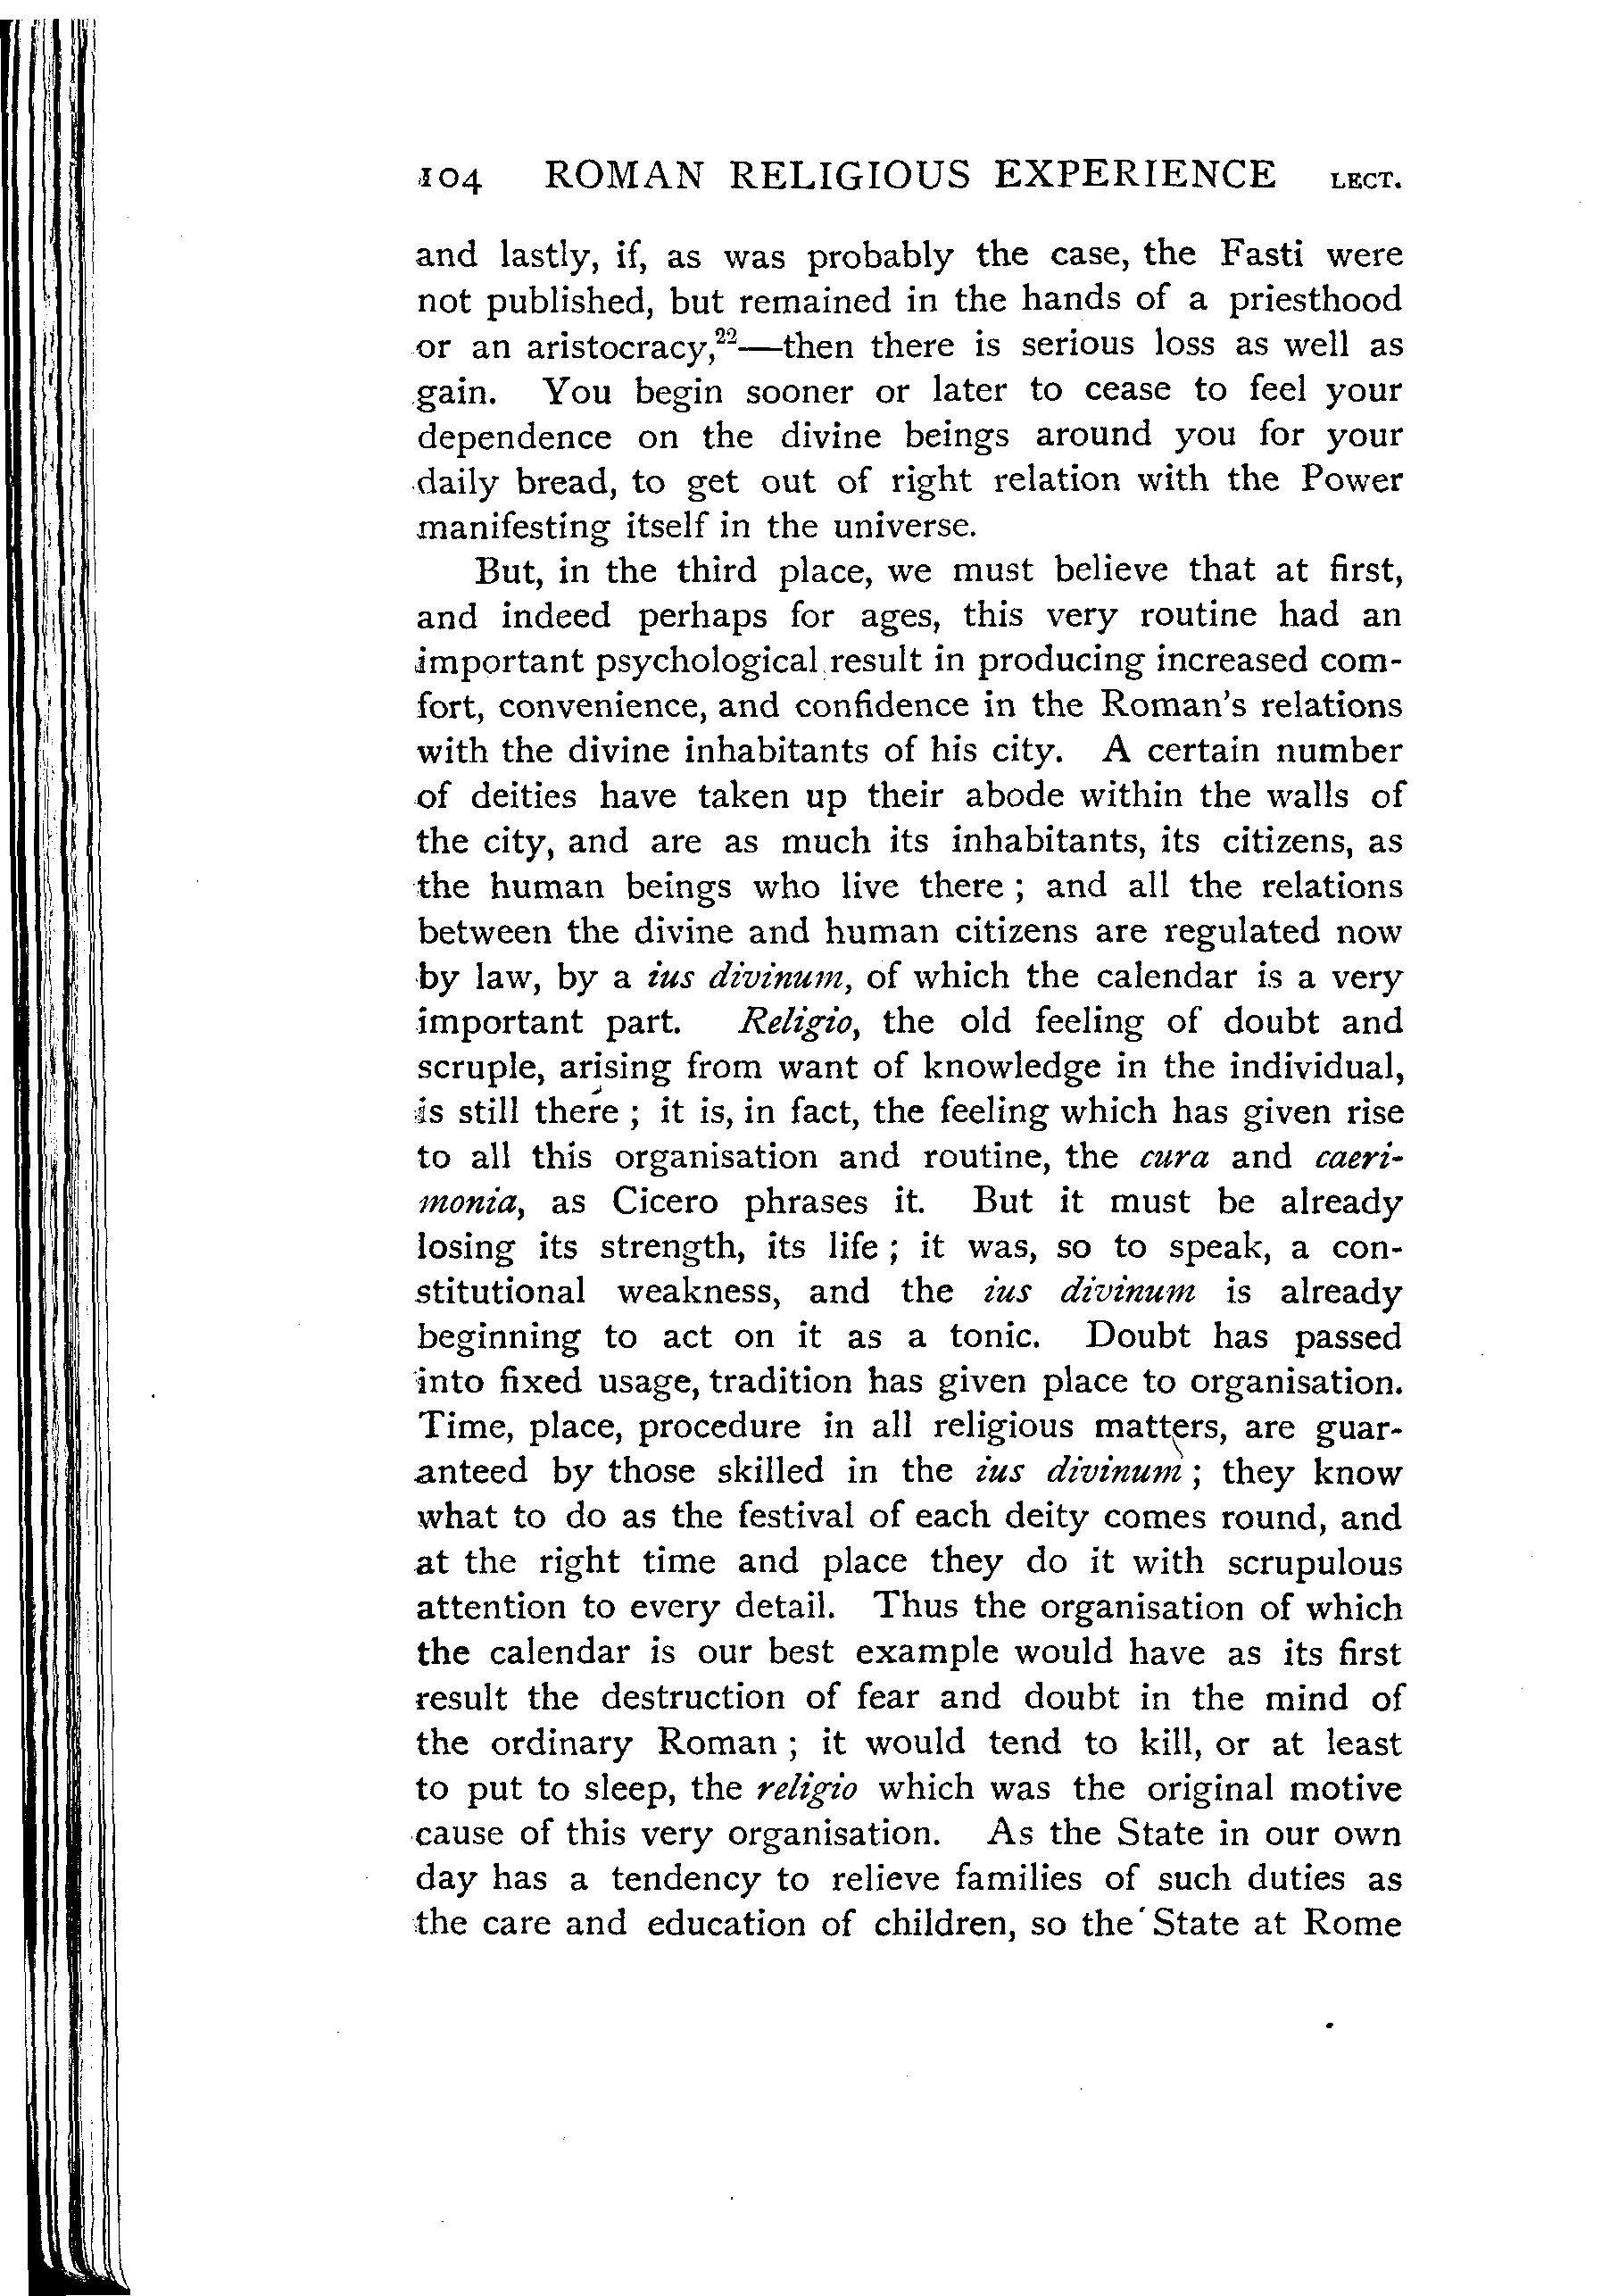 104 ROMAN RELIGIOUS EXPERIENCE LECT.
and lastly, if, as was probably the case, the Fasti were
not published, but remained in the hands of a priesthood
or an aristocracy,²²—then there is serious loss as well as
gain. You begin sooner or later to cease to feel your
dependence on the divine beings around you for your
daily bread, to get out of right relation with the Power
manifesting itself in the universe.
But, in the third place, we must believe that at first,
and indeed perhaps for ages, this very routine had an
important psychological result in producing increased com-
fort, convenience, and confidence in the Roman's relations
with the divine inhabitants of his city. A certain number
of deities have taken up their abode within the walls of
the city, and are as much its inhabitants, its citizens, as
the human beings who live there ; and all the relations
between the divine and human citizens are regulated now
by law, by a ius divinum, of which the calendar is a very
important part. Religio, the old feeling of doubt and
scruple, arising from want of knowledge in the individual,
is still there ; it is, in fact, the feeling which has given rise
to all this organisation and routine, the cura and caeri-
monia, as Cicero phrases it. But it must be already
losing its strength, its life ; it was, so to speak, a con-
stitutional weakness, and the ius divinum is already
beginning to act on it as a tonic. Doubt has passed
into fixed usage, tradition has given place to organisation.
Time, place, procedure in all religious matters, are guar-
anteed by those skilled in the ius divinum ; they know
what to do as the festival of each deity comes round, and
at the right time and place they do it with scrupulous
attention to every detail. Thus the organisation of which
the calendar is our best example would have as its first
result the destruction of fear and doubt in the mind of
the ordinary Roman ; it would tend to kill, or at least
to put to sleep, the religio which was the original motive
cause of this very organisation. As the State in our own
day has a tendency to relieve families of such duties as
the care and education of children, so the State at Rome